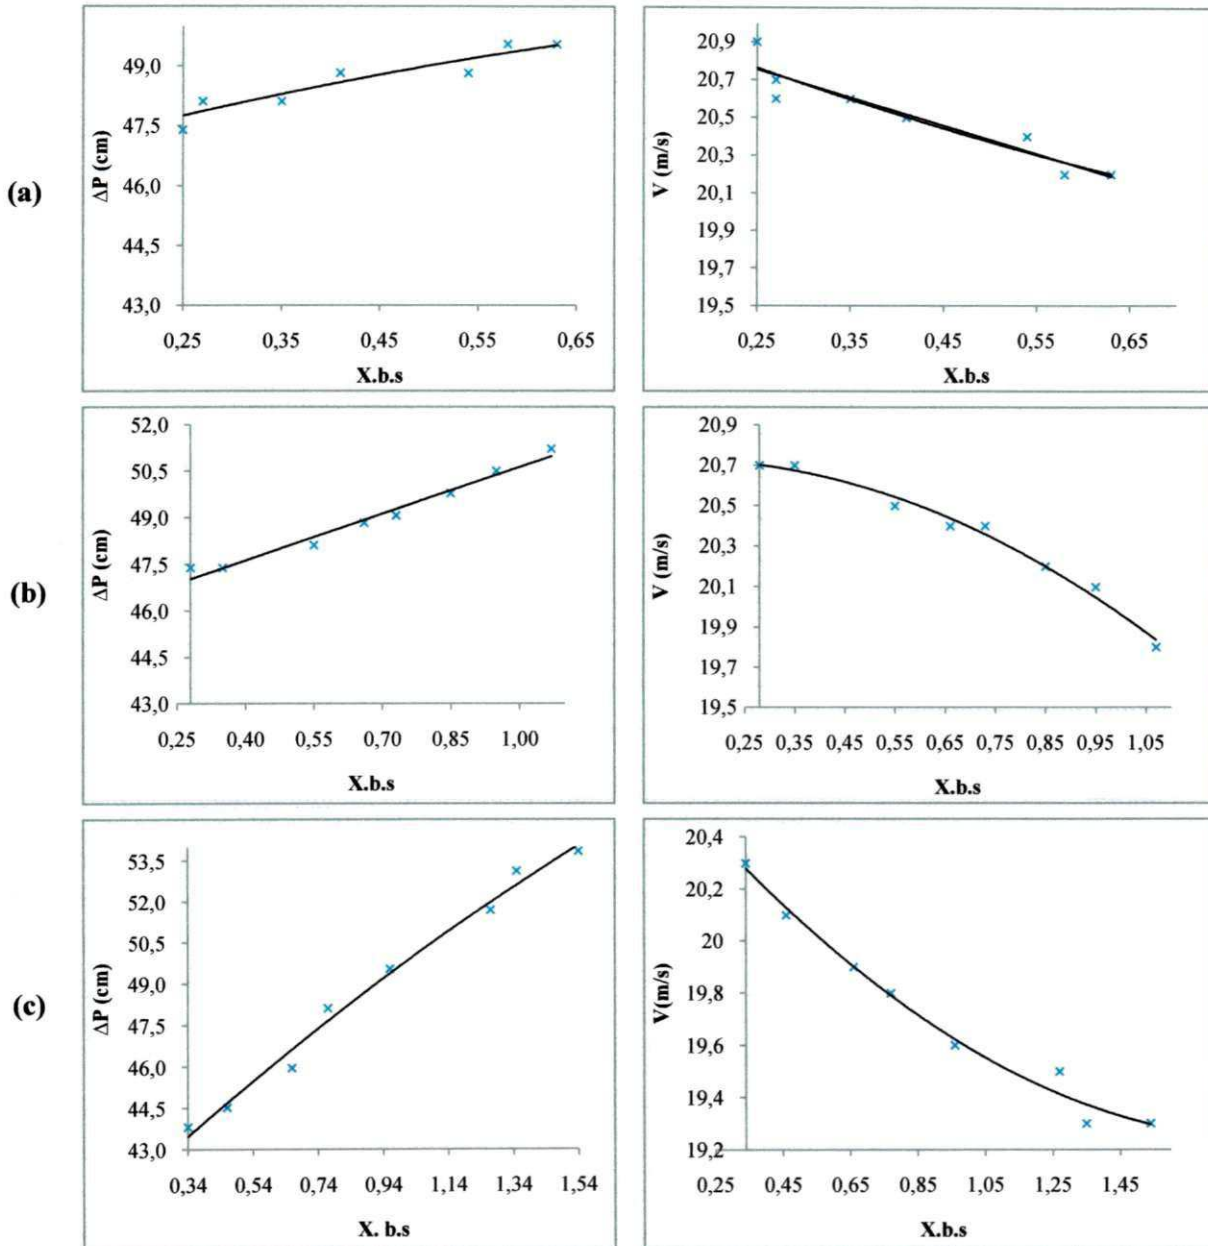 (a)
ΔP (cm)
49,0
47,5
46,0
44,5
43,0
0,25 0,35 0,45 0,55 0,65
X.b.s
V (m/s)
20,9
20,7
20,5
20,3
20,1
19,9
19,7
19,5
0,25 0,35 0,45 0,55 0,65
X.b.s
(b)
ΔP (cm)
52,0
50,5
49,0
47,5
46,0
44,5
43,0
0,25 0,40 0,55 0,70 0,85 1,00
X.b.s
V (m/s)
20,9
20,7
20,5
20,3
20,1
19,9
19,7
19,5
0,25 0,35 0,45 0,55 0,65 0,75 0,85 0,95 1,05
X.b.s
(c)
ΔP (cm)
53,5
52,0
50,5
49,0
47,5
46,0
44,5
43,0
0,34 0,54 0,74 0,94 1,14 1,34 1,54
X. b.s
V(m/s)
20,4
20,2
20
19,8
19,6
19,4
19,2
0,25 0,45 0,65 0,85 1,05 1,25 1,45
X.b.s